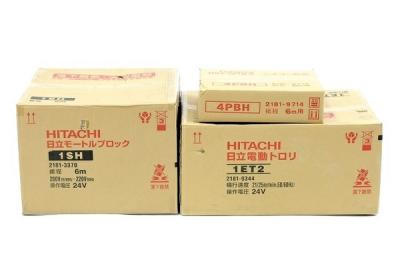 HITACHI
日立モートルブロック
1SH
2181-3370
揚程 6m
操作電圧 24V
4PBH
2181-9714
揚程 6m用
HITACHI
日立電動トロリ
1ET2
2181-9244
操作電圧 24V